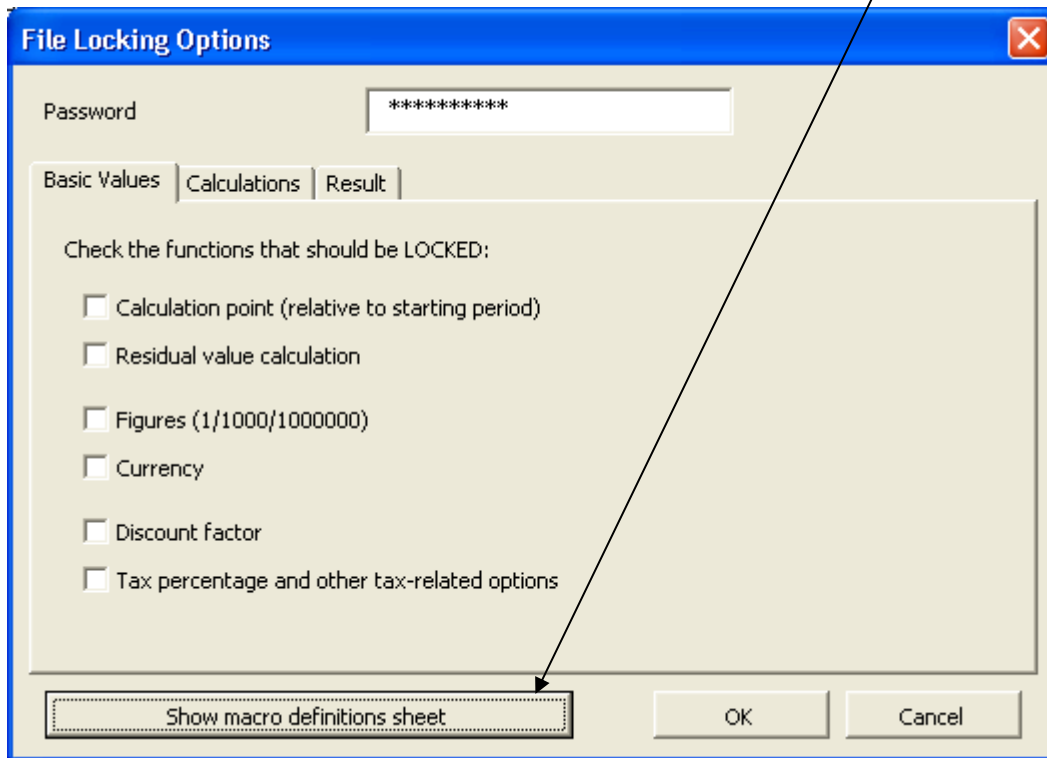 File Locking Options
Password **********
Basic Values Calculations Result
Check the functions that should be LOCKED:
Calculation point (relative to starting period)
Residual value calculation
Figures (1/1000/1000000)
Currency
Discount factor
Tax percentage and other tax-related options
Show macro definitions sheet OK Cancel